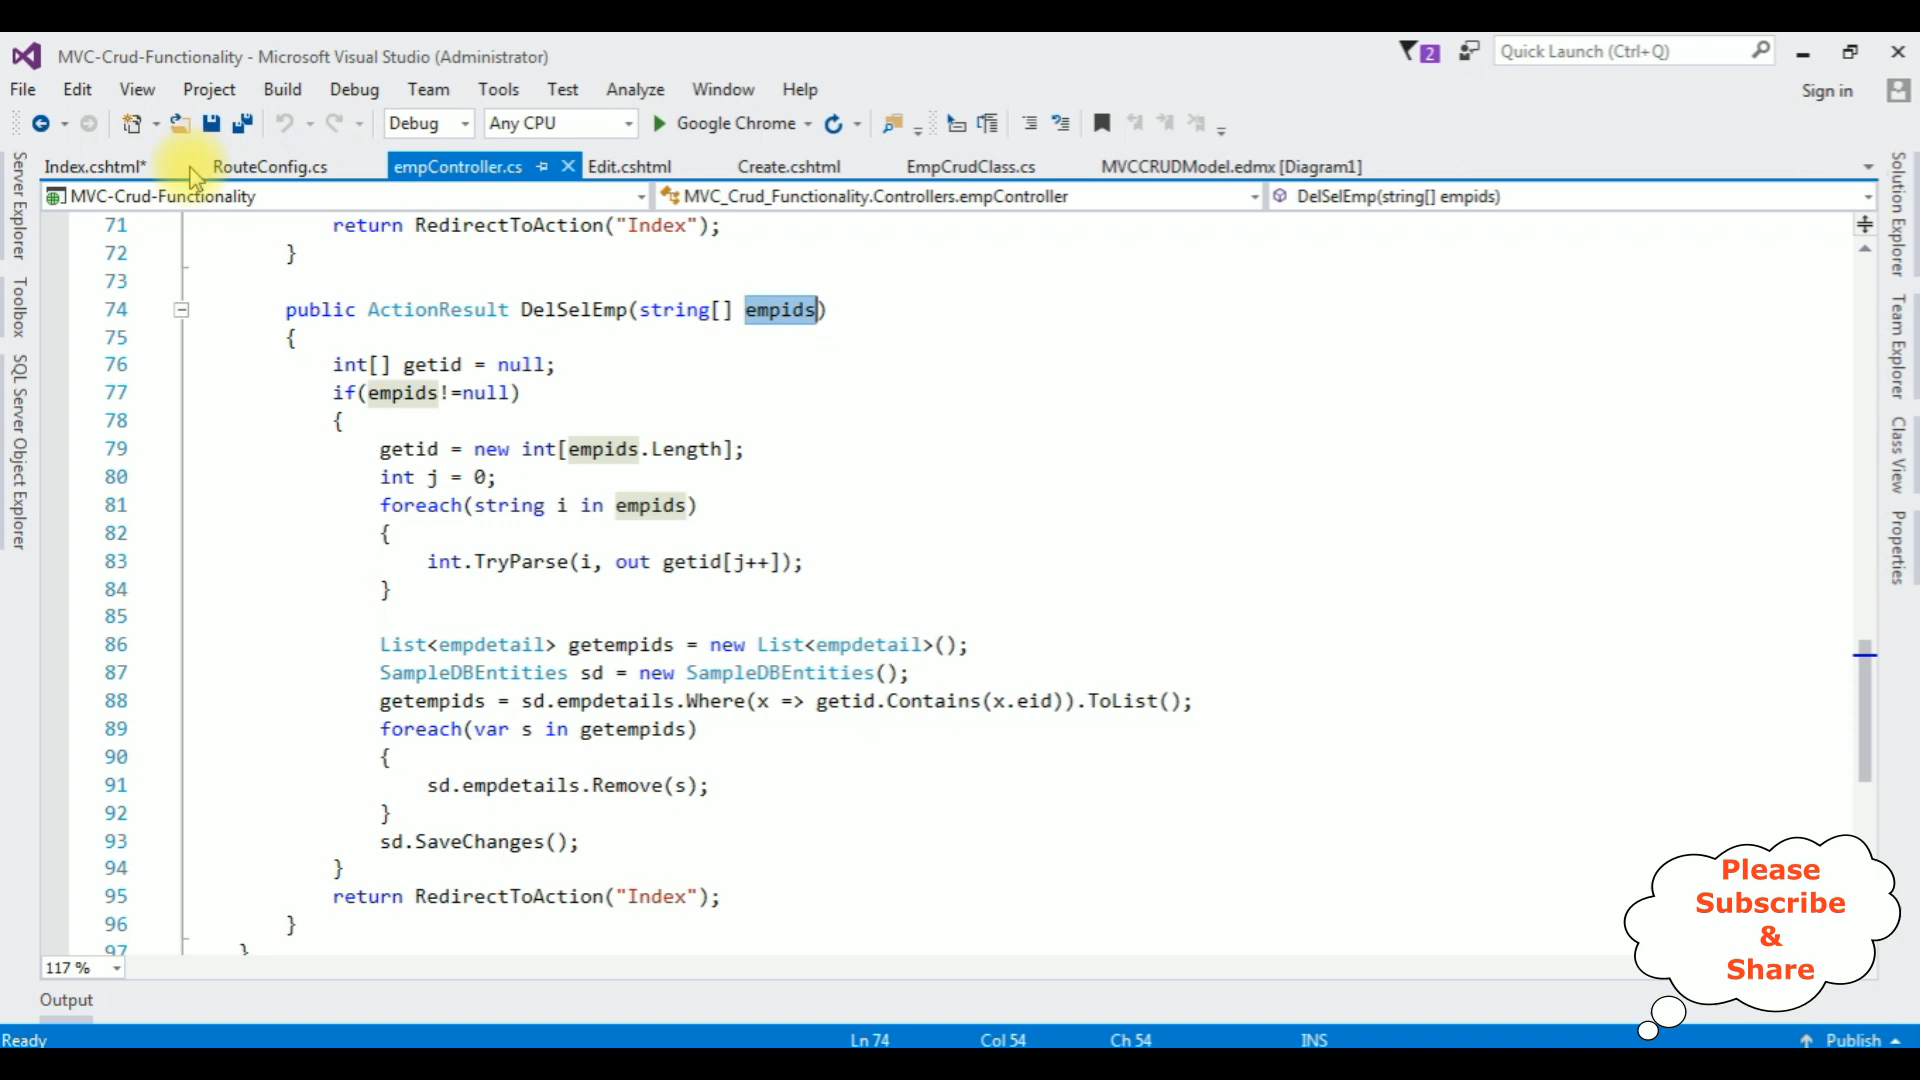 MVC-Crud-Functionality - Microsoft Visual Studio (Administrator)
2
Quick Launch (Ctrl+Q)
File Edit View Project Build Debug Team Tools Test Analyze Window Help
Sign in
Debug Any CPU Google Chrome
Index.cshtml* RouteConfig.cs empController.cs Edit.cshtml Create.cshtml EmpCrudClass.cs MVCCRUDModel.edmx [Diagram1]
MVC-Crud-Functionality MVC_Crud_Functionality.Controllers.empController DelSelEmp(string[] empids)
Server Explorer
Toolbox
SQL Server Object Explorer
71 return RedirectToAction("Index");
72 }
73
74 public ActionResult DelSelEmp(string[] empids)
75 {
76 int[] getid = null;
77 if(empids!=null)
78 {
79 getid = new int[empids.Length];
80 int j = 0;
81 foreach(string i in empids)
82 {
83 int.TryParse(i, out getid[j++]);
84 }
85
86 List<empdetail> getempids = new List<empdetail>();
87 SampleDBEntities sd = new SampleDBEntities();
88 getempids = sd.empdetails.Where(x => getid.Contains(x.eid)).ToList();
89 foreach(var s in getempids)
90 {
91 sd.empdetails.Remove(s);
92 }
93 sd.SaveChanges();
94 }
95 return RedirectToAction("Index");
96 }
97 }
Solution Explorer
Team Explorer
Class View
Properties
Please
Subscribe
&
Share
117 %
Output
Ready Ln 74 Col 54 Ch 54 INS Publish